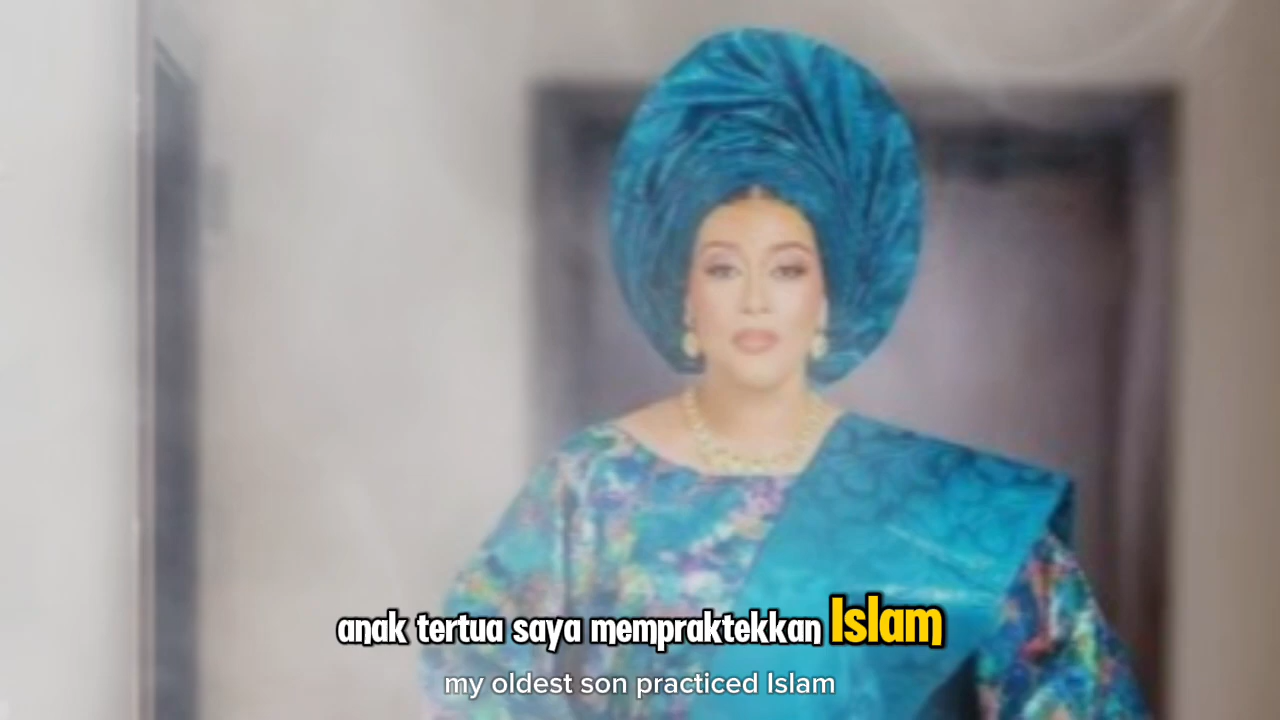 anak tertua saya mempraktekkan Islam
my oldest son practiced Islam